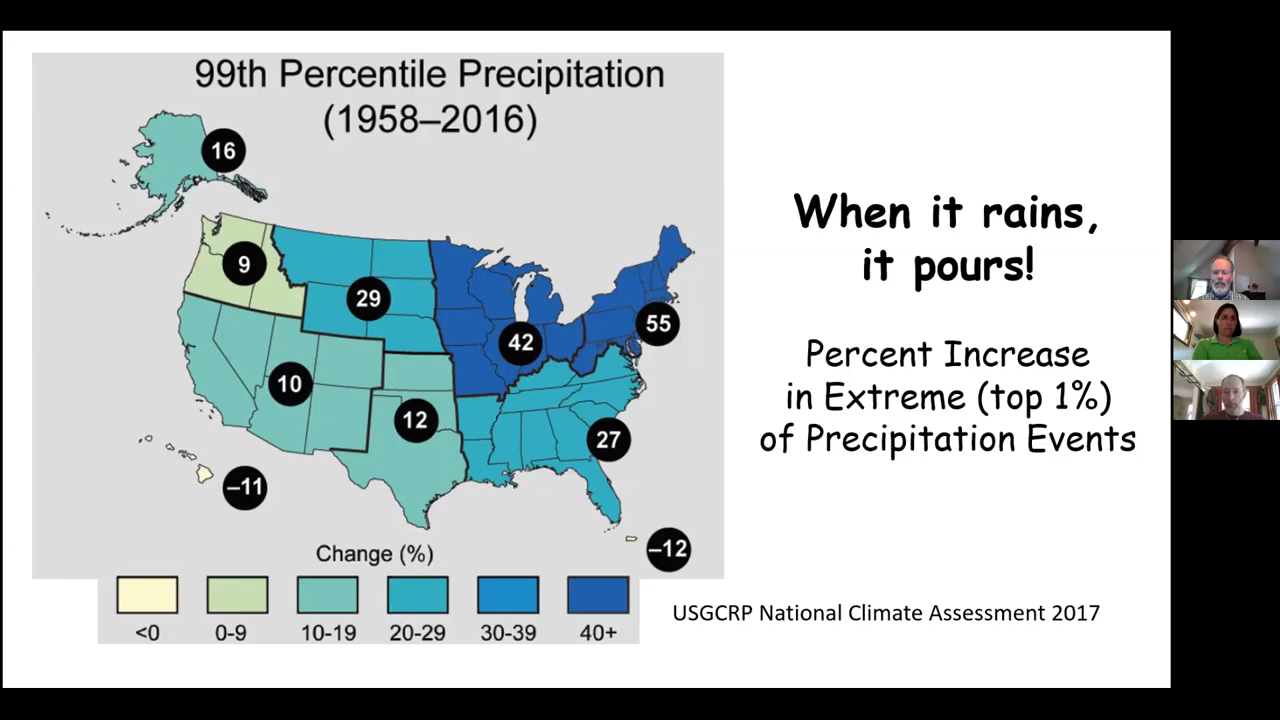 99th Percentile Precipitation
(1958–2016)
16
9
29
55
42
10
12
27
–11
–12
Change (%)
<0
0-9
10-19
20-29
30-39
40+
When it rains,
it pours!
Percent Increase
in Extreme (top 1%)
of Precipitation Events
USGCRP National Climate Assessment 2017